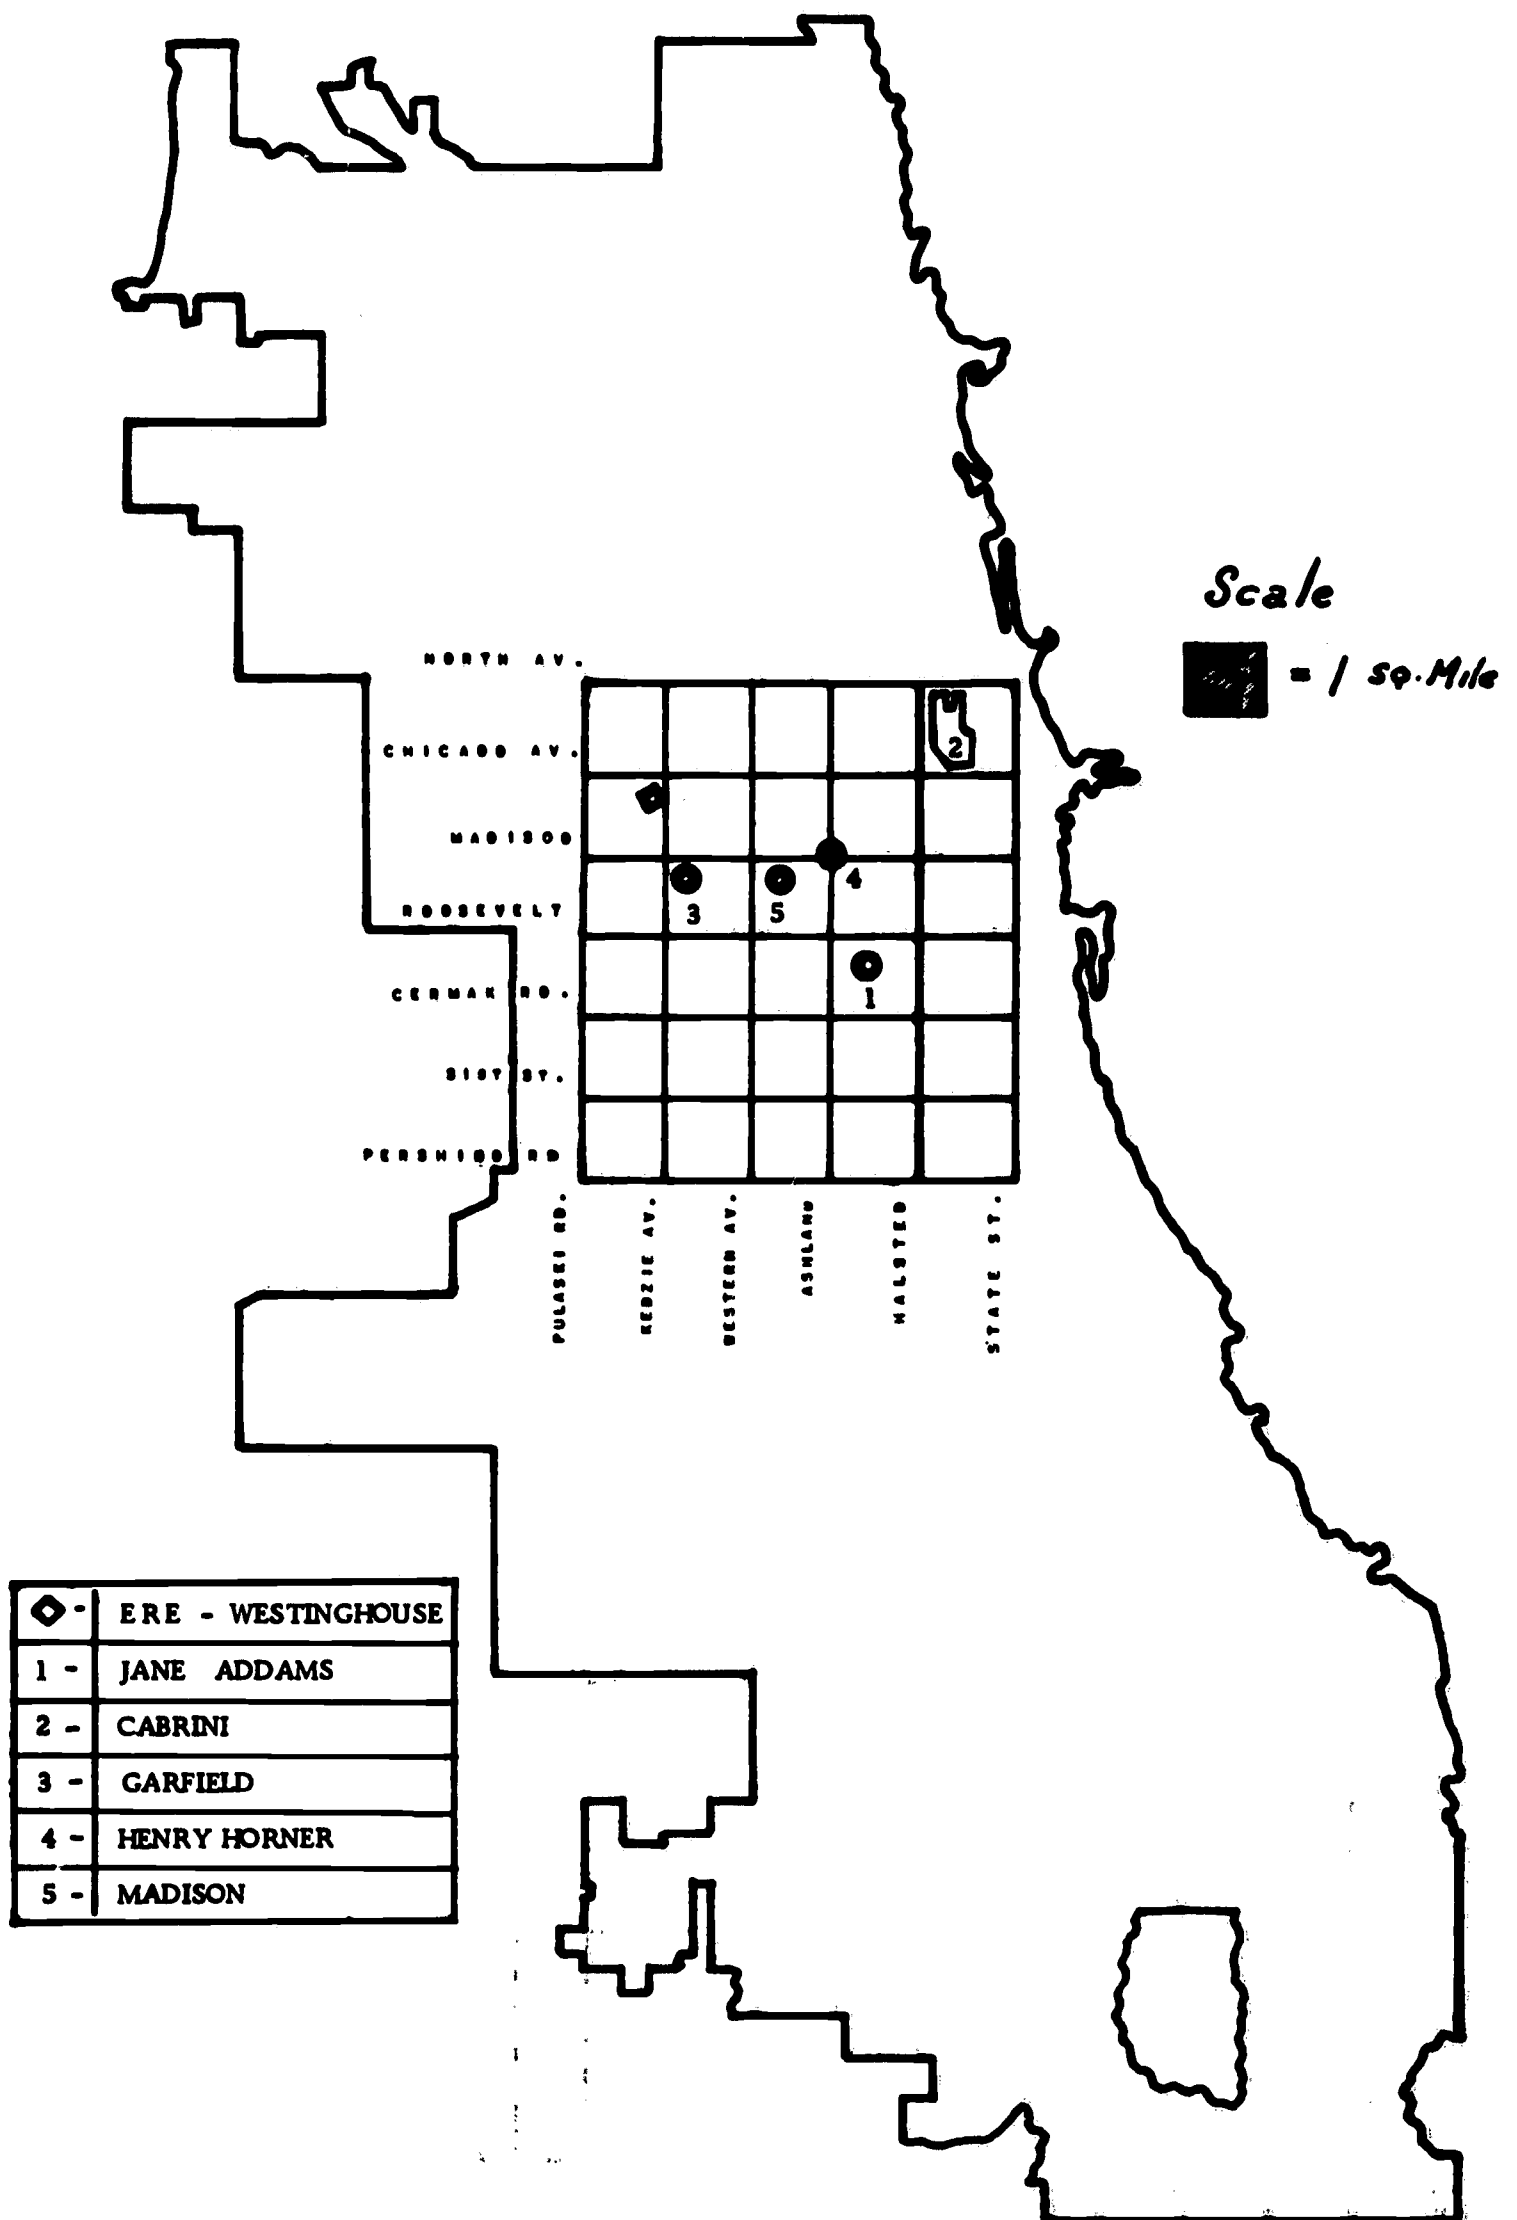 Scale
= 1 sq. Mile
NORTH AV.
CHICAGO AV.
MADISON
ROOSEVELT
CERMAK RD.
31ST ST.
PERSHING RD
2
4
3
5
1
PULASKI RD.
KEDZIE AV.
WESTERN AV.
ASHLAND
HALSTED
STATE ST.
- ERE - WESTINGHOUSE
1 - JANE ADDAMS
2 - CABRINI
3 - GARFIELD
4 - HENRY HORNER
5 - MADISON